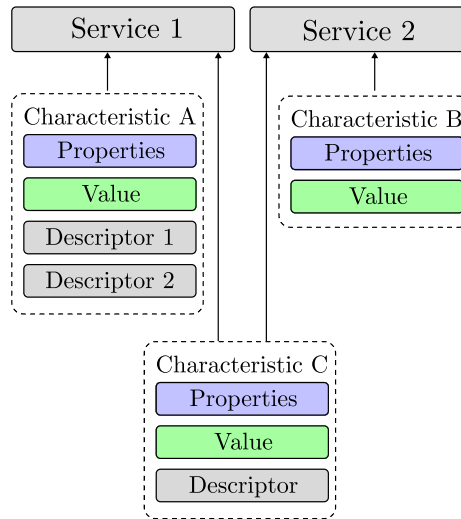 Service 1
Service 2
Characteristic A
Properties
Value
Descriptor 1
Descriptor 2
Characteristic B
Properties
Value
Characteristic C
Properties
Value
Descriptor